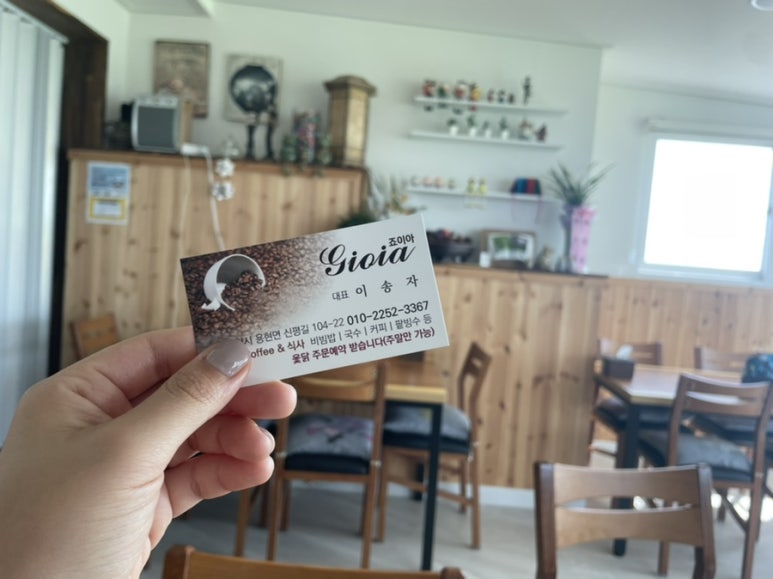 Gioia 죠이아
대표 이 송 자
시 용현면 신평길 104-22 010-2252-3367
offee & 식사 비빔밥 | 국수 | 커피 | 팥빙수 등
옻닭 주문예약 받습니다(주말만 가능)